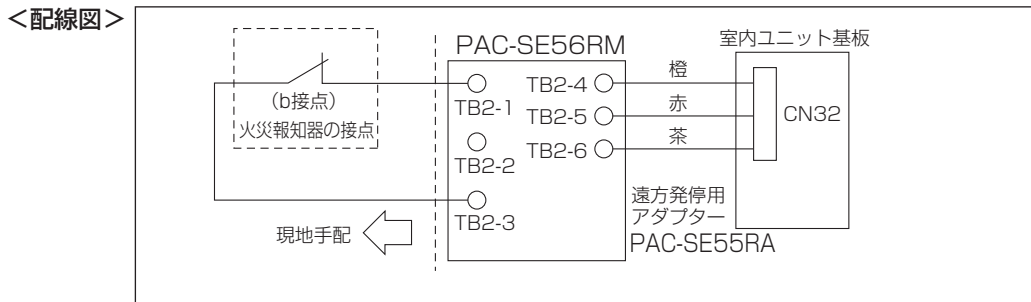 <配線図>
PAC-SE56RM
室内ユニット基板
(b接点)
火災報知器の接点
TB2-1
TB2-2
TB2-3
TB2-4
TB2-5
TB2-6
橙
赤
茶
CN32
遠方発停用
アダプター
PAC-SE55RA
現地手配